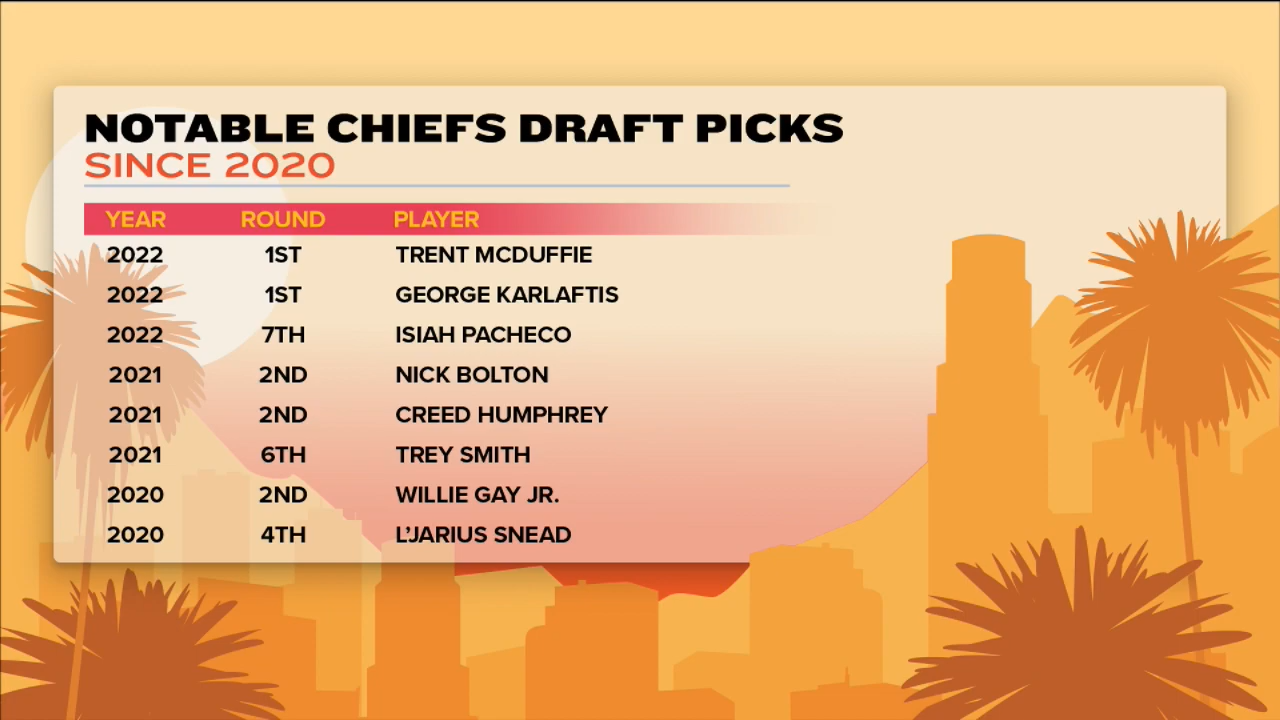 NOTABLE CHIEFS DRAFT PICKS
SINCE 2020
YEAR ROUND PLAYER
2022 1ST TRENT MCDUFFIE
2022 1ST GEORGE KARLAFTIS
2022 7TH ISIAH PACHECO
2021 2ND NICK BOLTON
2021 2ND CREED HUMPHREY
2021 6TH TREY SMITH
2020 2ND WILLIE GAY JR.
2020 4TH L’JARIUS SNEAD